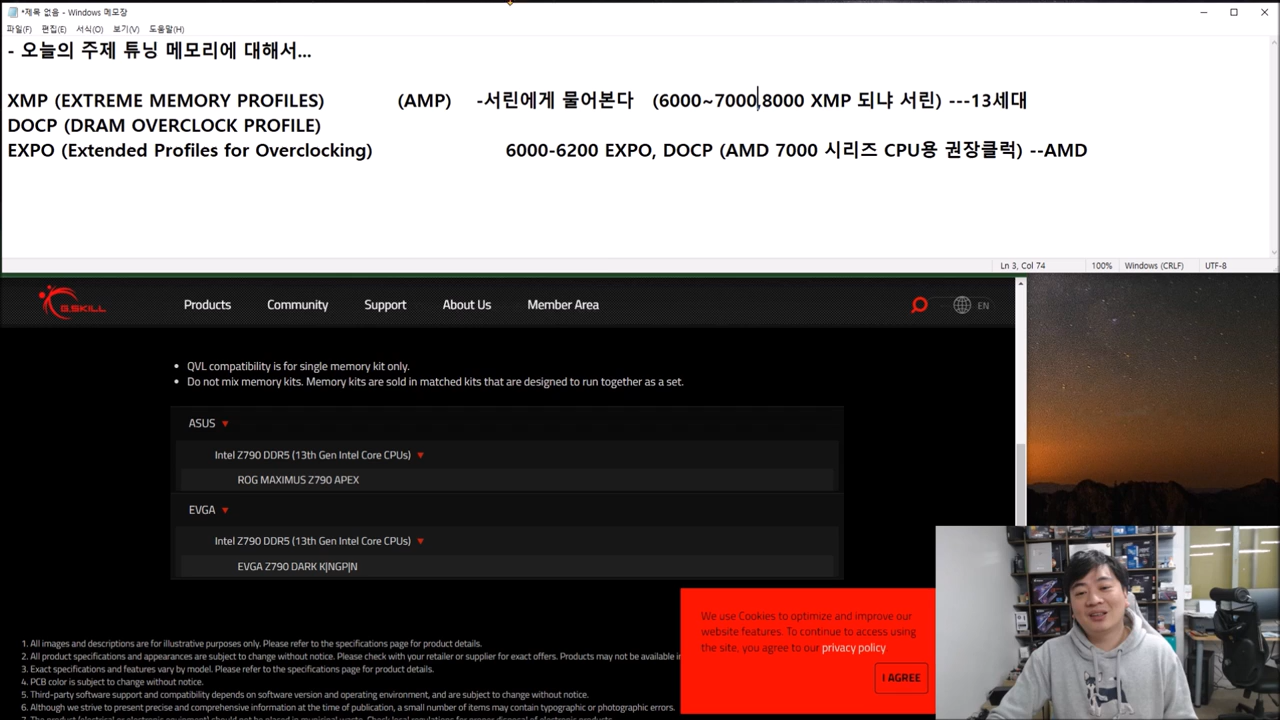 *제목 없음 - Windows 메모장
파일(F) 편집(E) 서식(O) 보기(V) 도움말(H)
- 오늘의 주제 튜닝 메모리에 대해서...
XMP (EXTREME MEMORY PROFILES) (AMP) -서린에게 물어본다 (6000~7000,8000 XMP 되냐 서린) ---13세대
DOCP (DRAM OVERCLOCK PROFILE)
EXPO (Extended Profiles for Overclocking) 6000-6200 EXPO, DOCP (AMD 7000 시리즈 CPU용 권장클럭) --AMD
Ln 3, Col 74 100% Windows (CRLF) UTF-8
G.SKILL Products Community Support About Us Member Area EN
• QVL compatibility is for single memory kit only.
• Do not mix memory kits. Memory kits are sold in matched kits that are designed to run together as a set.
ASUS
Intel Z790 DDR5 (13th Gen Intel Core CPUs)
ROG MAXIMUS Z790 APEX
EVGA
Intel Z790 DDR5 (13th Gen Intel Core CPUs)
EVGA Z790 DARK K|NGP|N
We use Cookies to optimize and improve our
website features. To continue to access using
the site, you agree to our privacy policy
I AGREE
1. All images and descriptions are for illustrative purposes only. Please refer to the specifications page for product details.
2. All product specifications and appearances are subject to change without notice. Please check with your retailer or supplier for exact offers. Products may not be available in
3. Exact specifications and features vary by model. Please refer to the specifications page for product details.
4. PCB color is subject to change without notice.
5. Third-party software support and compatibility depends on software version and operating environment, and are subject to change without notice.
6. Although we strive to present precise and comprehensive information at the time of publication, a small number of items may contain typographic or photographic errors.